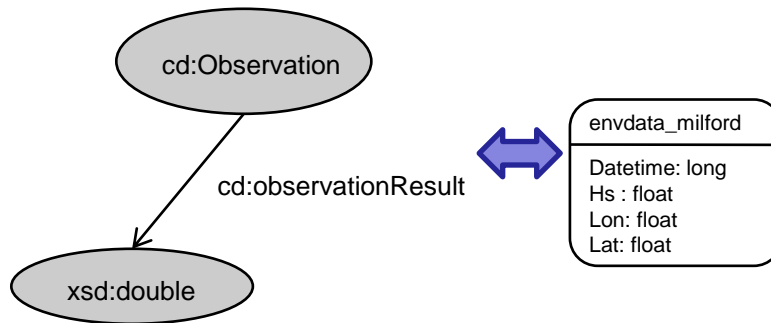 cd:Observation
cd:observationResult
xsd:double
envdata_milford
Datetime: long
Hs : float
Lon: float
Lat: float